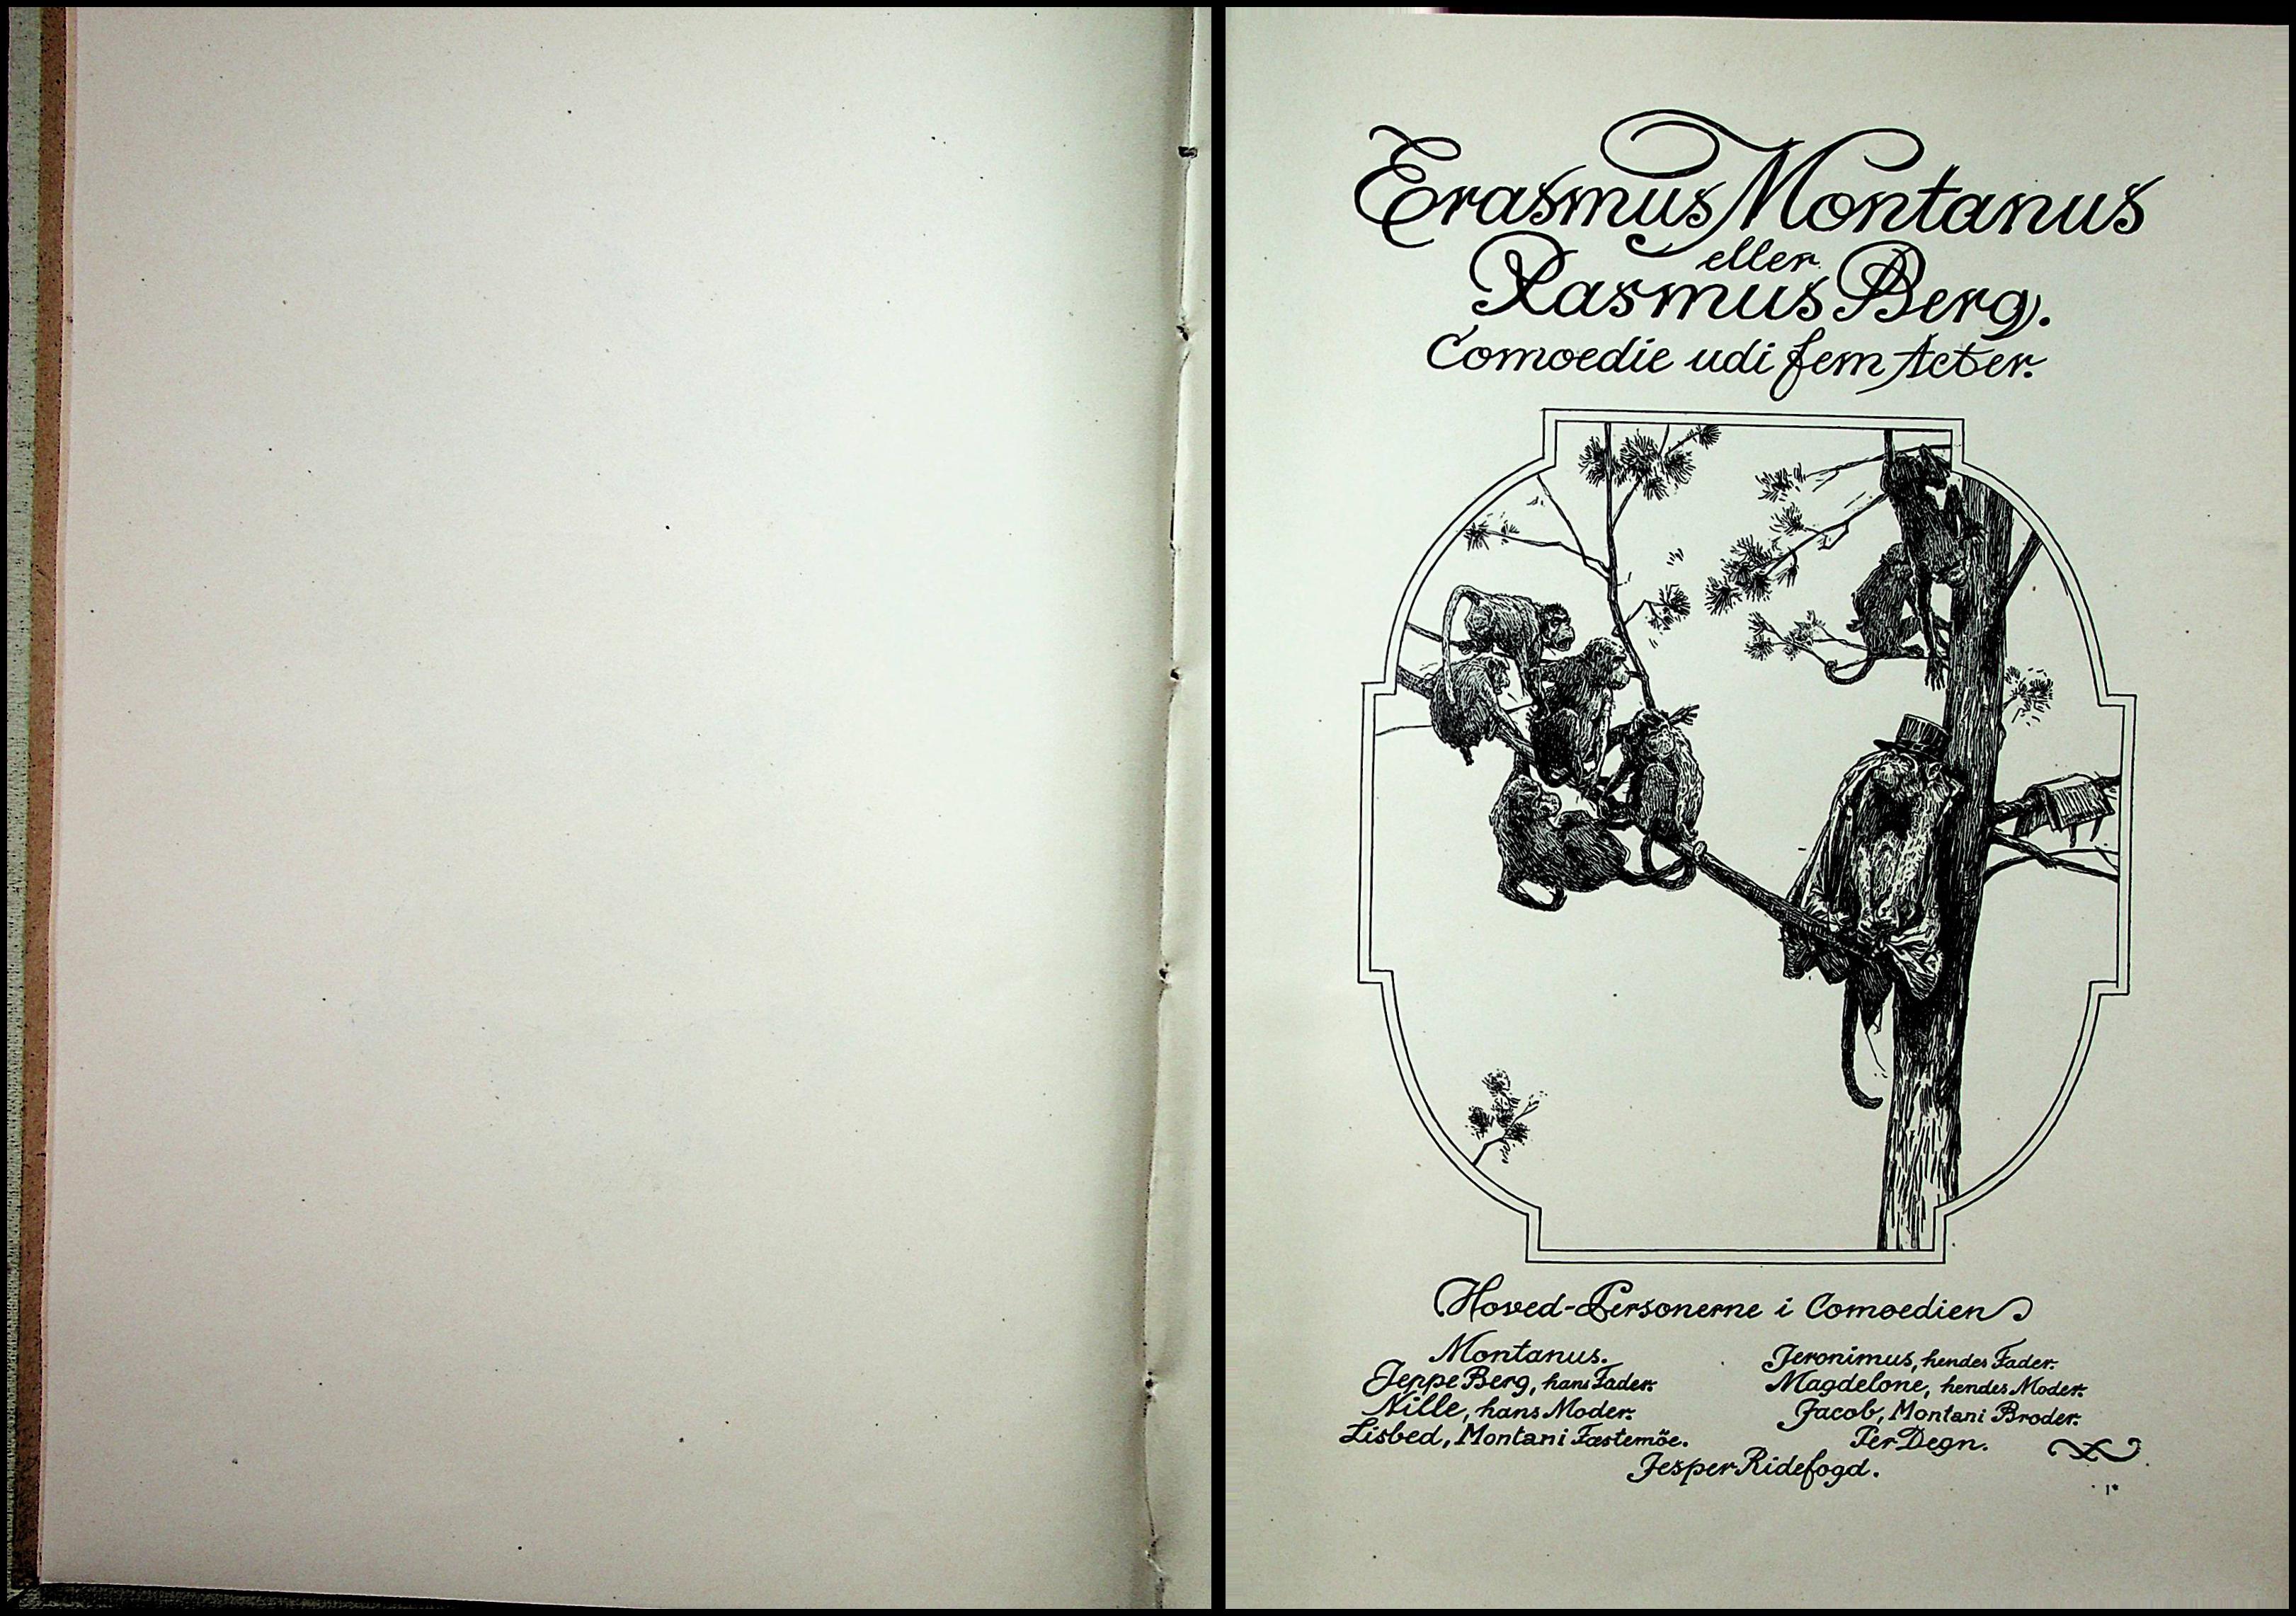 Erasmus Montanus
eller
Rasmus Berg.
Comoedie udi fem Acter.
Hoved-Personerne i Comoedien
Montanus.
Jeppe Berg, hans Fader.
Nille, hans Moder.
Lisbed, Montani Fæstemöe.
Jeronimus, hendes Fader.
Magdelone, hendes Moder.
Jacob, Montani Broder.
Per Degn.
Jesper Ridefogd.
1*